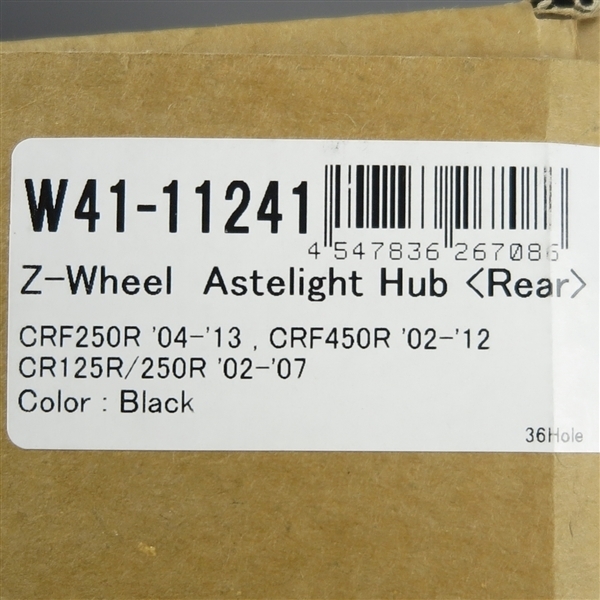 W41-11241
4 547836 267086
Z-Wheel Astelight Hub <Rear>
CRF250R '04-'13 , CRF450R '02-'12
CR125R/250R '02-'07
Color : Black
36Hole